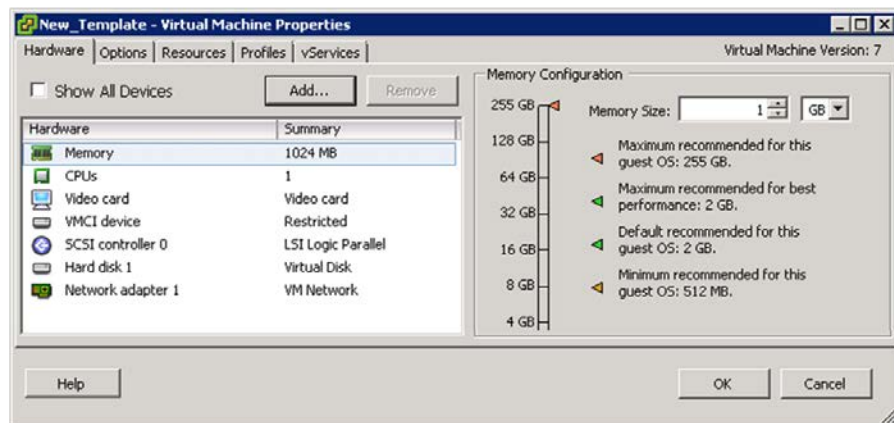 New_Template - Virtual Machine Properties
Hardware Options Resources Profiles vServices Virtual Machine Version: 7
Show All Devices Add... Remove
Hardware Summary
Memory 1024 MB
CPUs 1
Video card Video card
VMCI device Restricted
SCSI controller 0 LSI Logic Parallel
Hard disk 1 Virtual Disk
Network adapter 1 VM Network
Memory Configuration
255 GB
128 GB
64 GB
32 GB
16 GB
8 GB
4 GB
Memory Size: 1 GB
Maximum recommended for this
guest OS: 255 GB.
Maximum recommended for best
performance: 2 GB.
Default recommended for this
guest OS: 2 GB.
Minimum recommended for this
guest OS: 512 MB.
Help OK Cancel